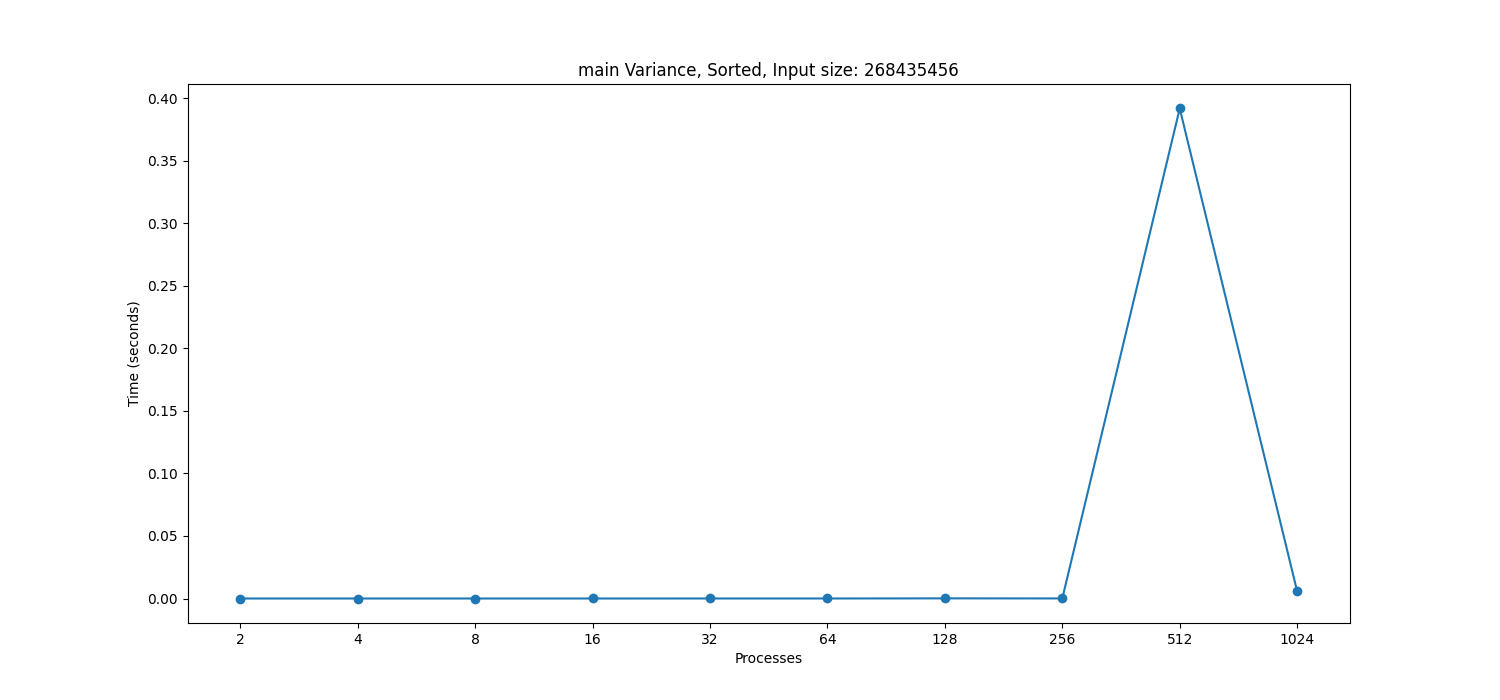 main Variance, Sorted, Input size: 268435456
0.40
0.35
0.30
0.25
0.20
0.15
0.10
0.05
0.00
Time (seconds)
2 4 8 16 32 64 128 256 512 1024
Processes